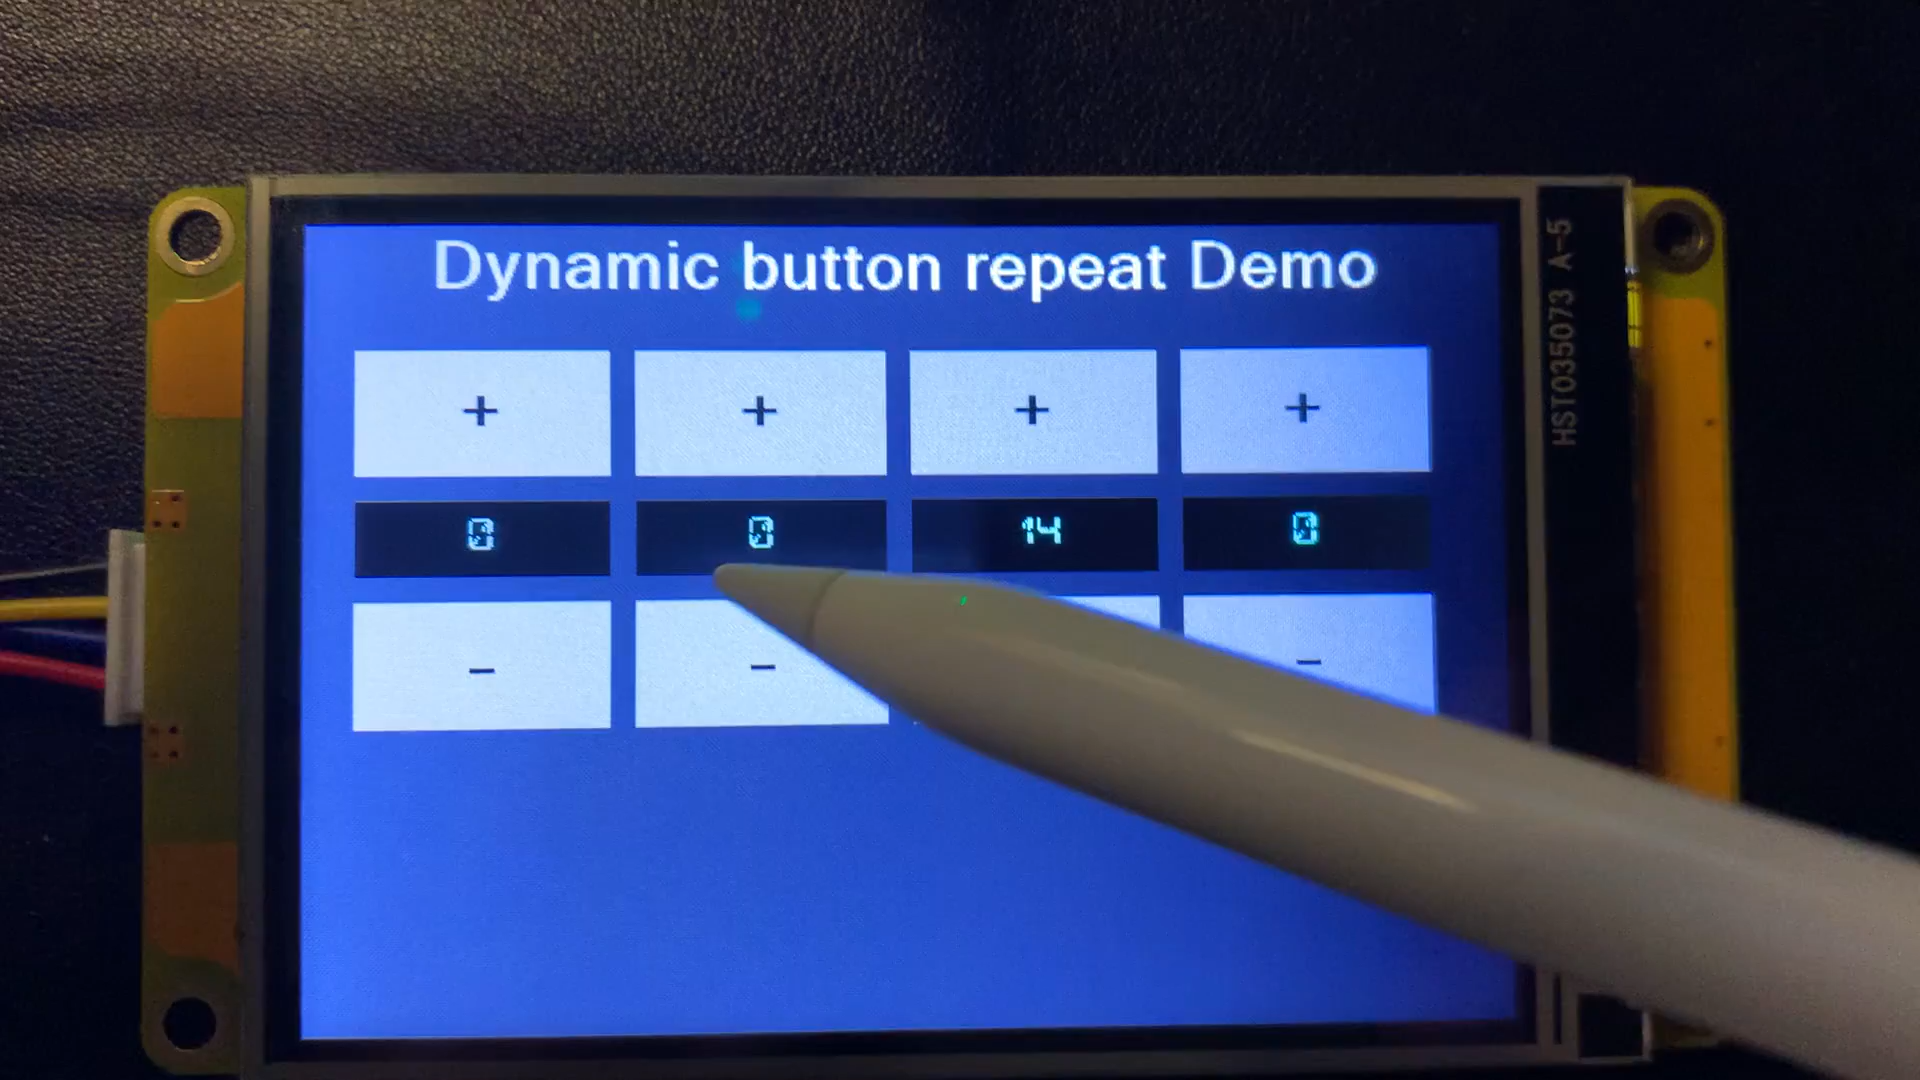 Dynamic button repeat Demo
+ + + +
0 0 14 0
- - -
HST035073 A-5